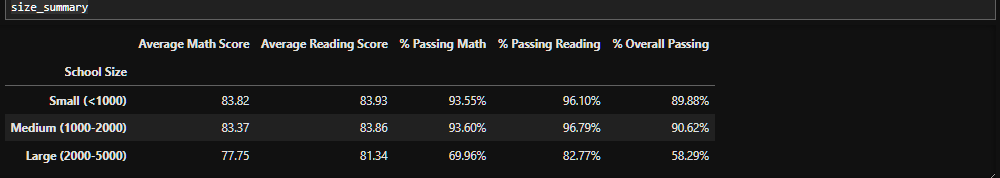 size_summary
Average Math Score Average Reading Score % Passing Math % Passing Reading % Overall Passing
School Size
Small (<1000) 83.82 83.93 93.55% 96.10% 89.88%
Medium (1000-2000) 83.37 83.86 93.60% 96.79% 90.62%
Large (2000-5000) 77.75 81.34 69.96% 82.77% 58.29%